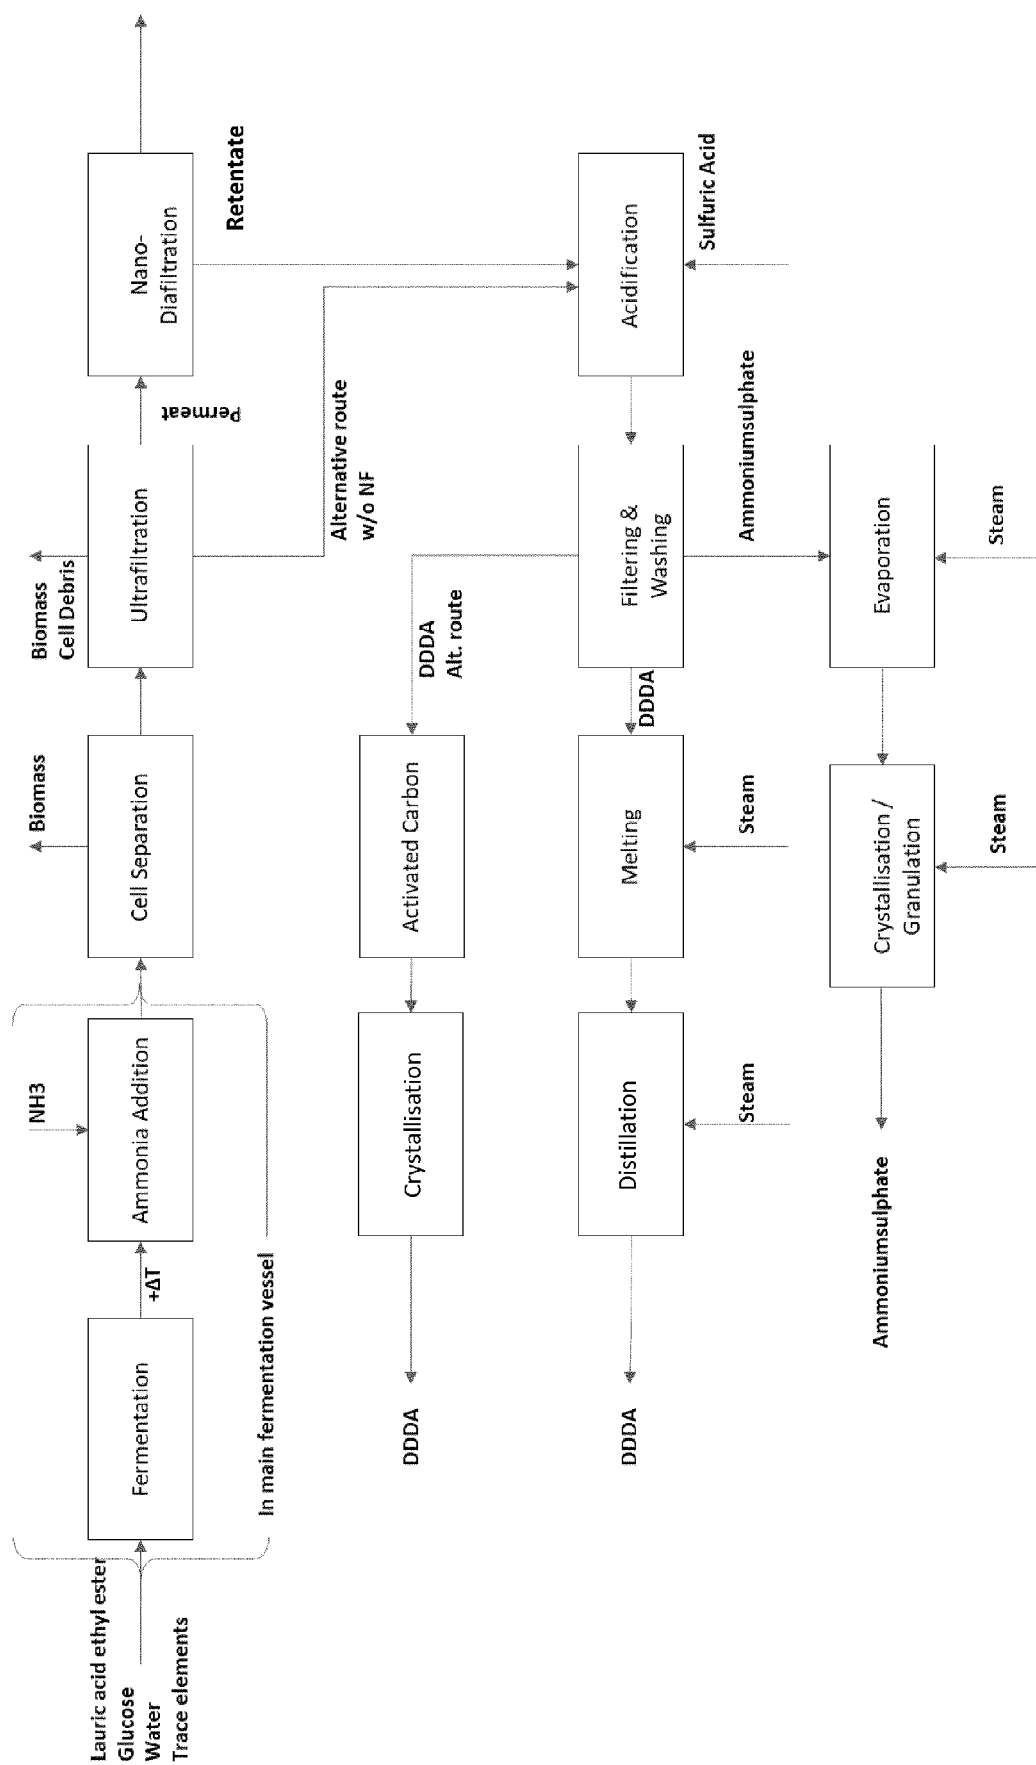 Lauric acid ethyl ester
Glucose
Water
Trace elements
Fermentation
+ΔT
NH3
Ammonia Addition
In main fermentation vessel
Biomass
Cell Separation
Biomass
Cell Debris
Ultrafiltration
Permeat
Nano-
Diafiltration
Retentate
Alternative route
w/o NF
DDDA
Crystallisation
Activated Carbon
DDDA
Alt. route
DDDA
Distillation
Steam
Melting
Steam
DDDA
Filtering &
Washing
Acidification
Sulfuric Acid
Ammoniumsulphate
Ammoniumsulphate
Crystallisation /
Granulation
Steam
Evaporation
Steam